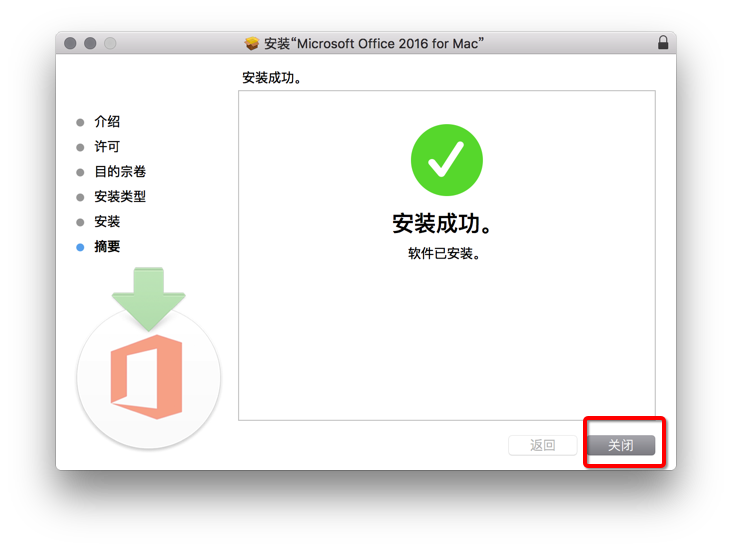 安装“Microsoft Office 2016 for Mac”
安装成功。
介绍
许可
目的宗卷
安装类型
安装
摘要
安装成功。
软件已安装。
返回
关闭